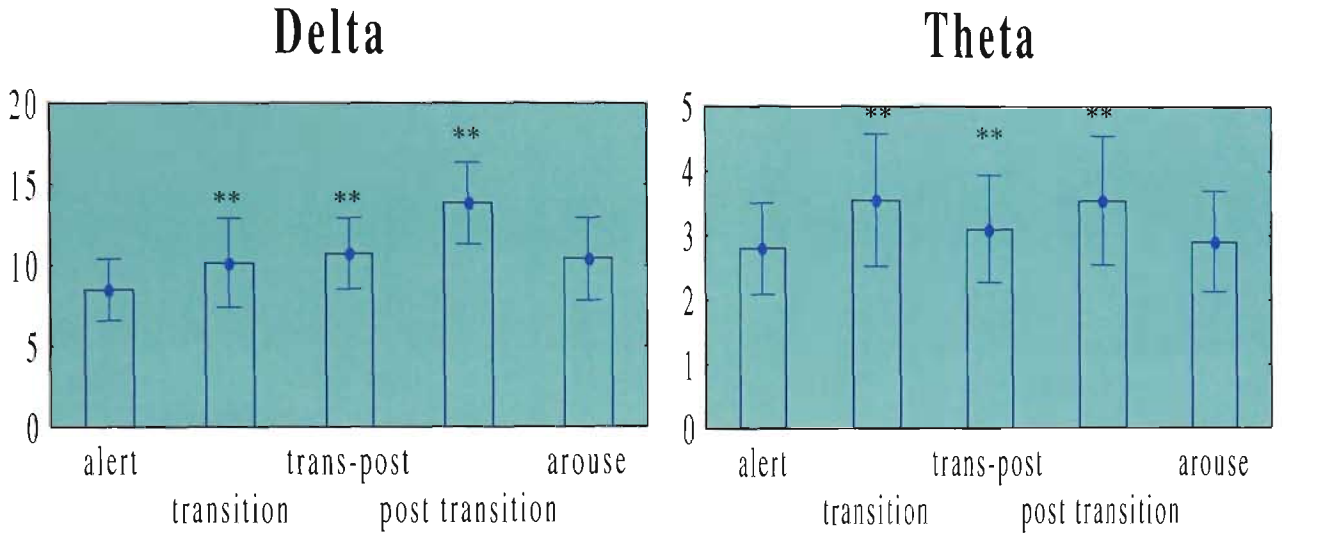 Delta
20
15
10
5
0
**
**
**
alert
transition
trans-post
post transition
arouse
Theta
5
4
3
2
1
0
**
**
**
alert
transition
trans-post
post transition
arouse